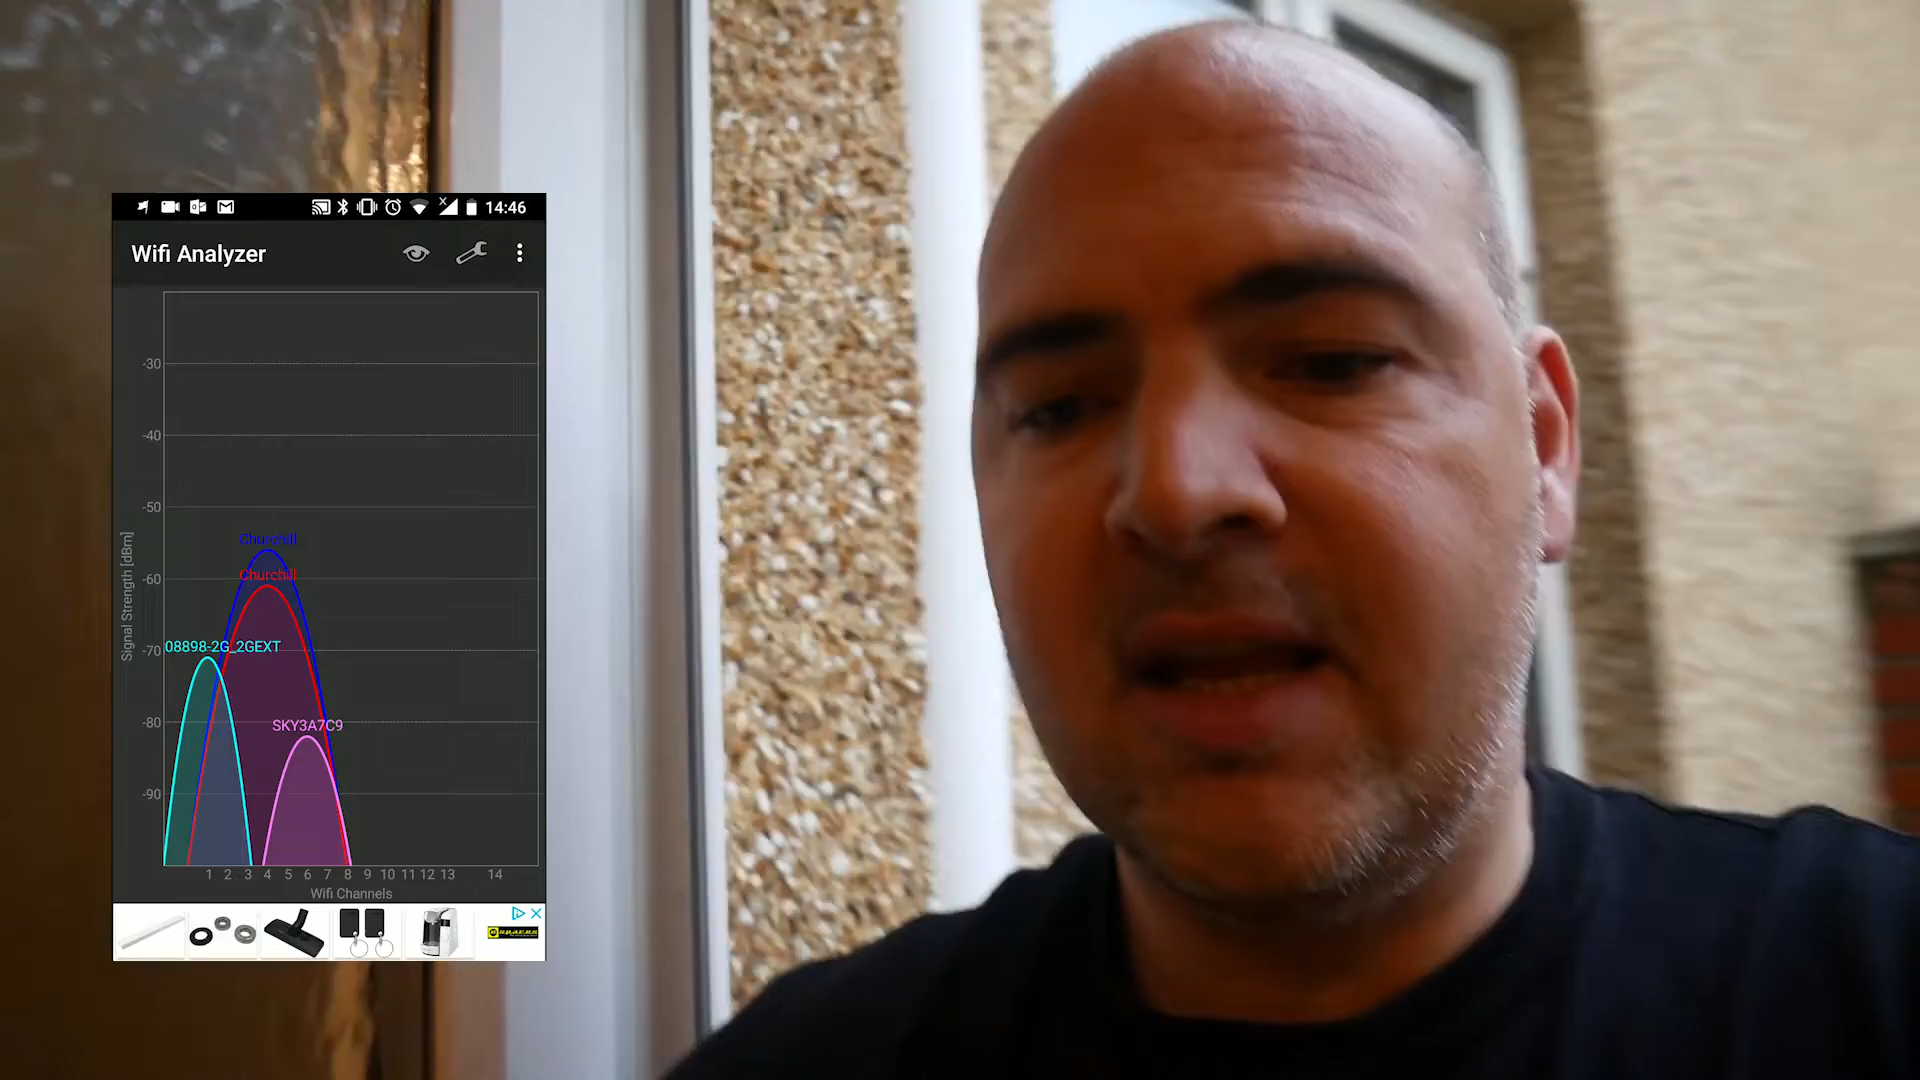 14:46
Wifi Analyzer
-30
-40
-50
-60
-70
-80
-90
Signal Strength [dBm]
Churchill
Churchill
08898-2G_2GEXT
SKY3A7C9
1 2 3 4 5 6 7 8 9 10 11 12 13 14
Wifi Channels